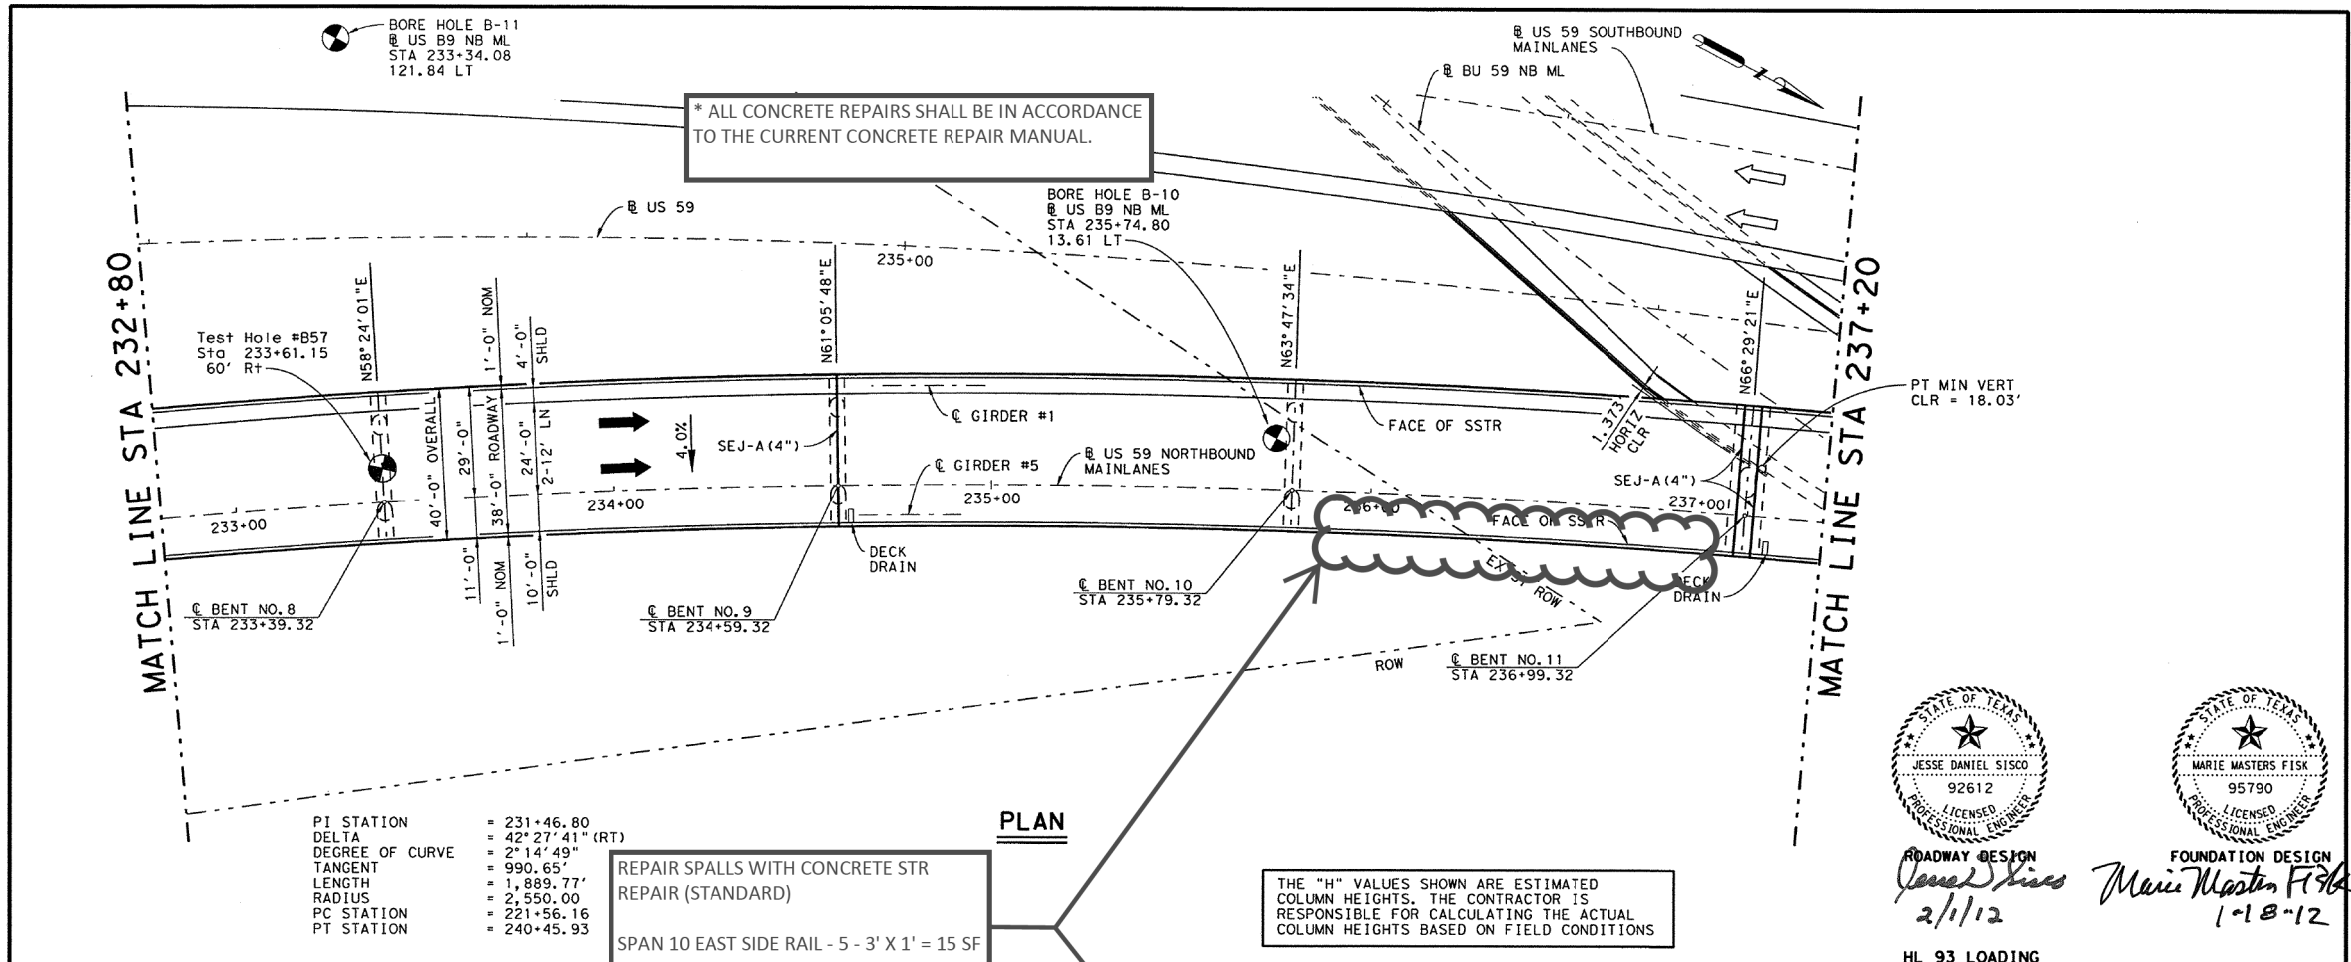 BORE HOLE B-11
℄ US B9 NB ML
STA 233+34.08
121.84 LT
* ALL CONCRETE REPAIRS SHALL BE IN ACCORDANCE
TO THE CURRENT CONCRETE REPAIR MANUAL.
℄ US 59 SOUTHBOUND
MAINLANES
℄ BU 59 NB ML
Z
BORE HOLE B-10
℄ US B9 NB ML
STA 235+74.80
13.61 LT
℄ US 59
235+00
MATCH LINE STA 232+80
Test Hole #B57
Sta 233+61.15
60' Rt
N58°24'01"E
N61°05'48"E
N63°47'34"E
N66°29'21"E
1'-0" NOM
4'-0"
SHLD
40'-0" OVERALL
29'-0"
38'-0" ROADWAY
24'-0"
2-12' LN
4.0%
11'-0"
1'-0" NOM
10'-0"
SHLD
SEJ-A(4")
℄ GIRDER #1
℄ GIRDER #5
℄ US 59 NORTHBOUND
MAINLANES
FACE OF SSTR
1.373'
HORIZ
CLR
PT MIN VERT
CLR = 18.03'
SEJ-A(4")
233+00
234+00
235+00
236+00
237+00
FACE OF SSTR
DECK
DRAIN
DECK
DRAIN
EXIST ROW
ROW
℄ BENT NO.8
STA 233+39.32
℄ BENT NO.9
STA 234+59.32
℄ BENT NO.10
STA 235+79.32
℄ BENT NO.11
STA 236+99.32
MATCH LINE STA 237+20
PLAN
PI STATION = 231+46.80
DELTA = 42°27'41"(RT)
DEGREE OF CURVE = 2°14'49"
TANGENT = 990.65'
LENGTH = 1,889.77'
RADIUS = 2,550.00
PC STATION = 221+56.16
PT STATION = 240+45.93
REPAIR SPALLS WITH CONCRETE STR
REPAIR (STANDARD)
SPAN 10 EAST SIDE RAIL - 5 - 3' X 1' = 15 SF
THE "H" VALUES SHOWN ARE ESTIMATED
COLUMN HEIGHTS. THE CONTRACTOR IS
RESPONSIBLE FOR CALCULATING THE ACTUAL
COLUMN HEIGHTS BASED ON FIELD CONDITIONS
STATE OF TEXAS
JESSE DANIEL SISCO
92612
LICENSED
PROFESSIONAL ENGINEER
ROADWAY DESIGN
Jesse D Sisco
2/1/12
STATE OF TEXAS
MARIE MASTERS FISK
95790
LICENSED
PROFESSIONAL ENGINEER
FOUNDATION DESIGN
Marie Masters Fisk
1-18-12
HL 93 LOADING